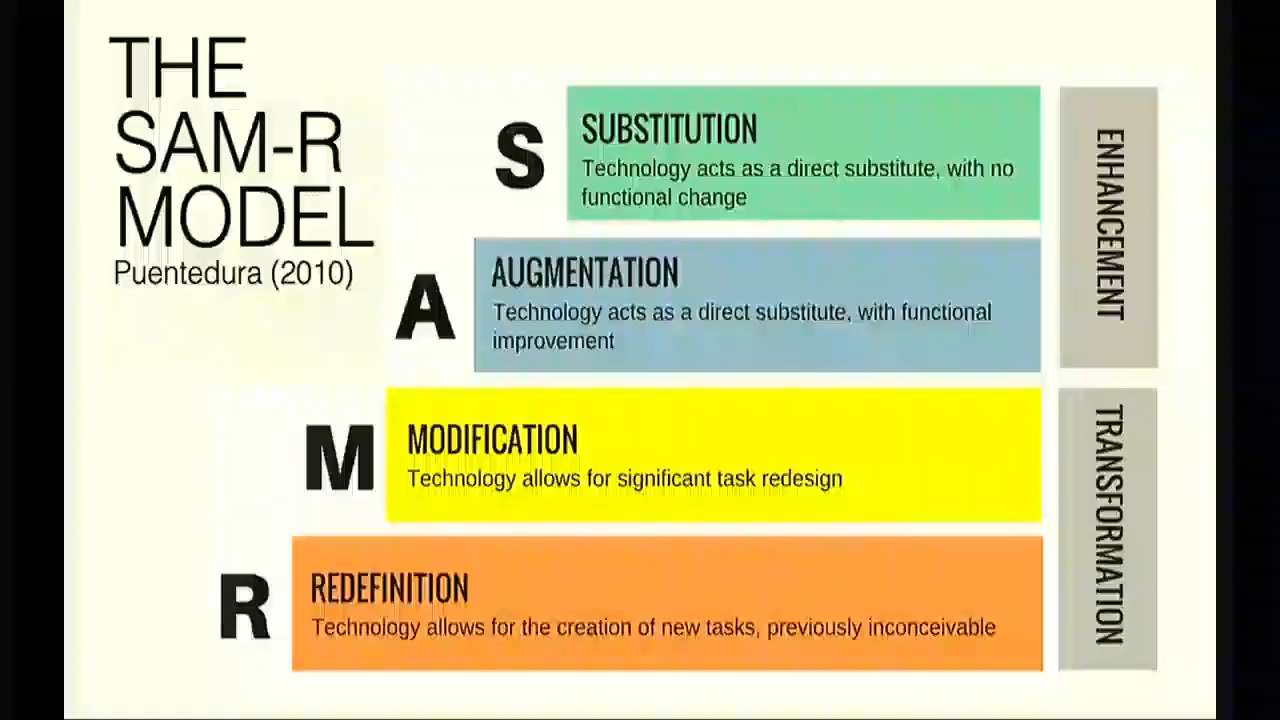 THE
SAM-R
MODEL
Puentedura (2010)
S
SUBSTITUTION
Technology acts as a direct substitute, with no
functional change
A
AUGMENTATION
Technology acts as a direct substitute, with functional
improvement
ENHANCEMENT
M
MODIFICATION
Technology allows for significant task redesign
R
REDEFINITION
Technology allows for the creation of new tasks, previously inconceivable
TRANSFORMATION